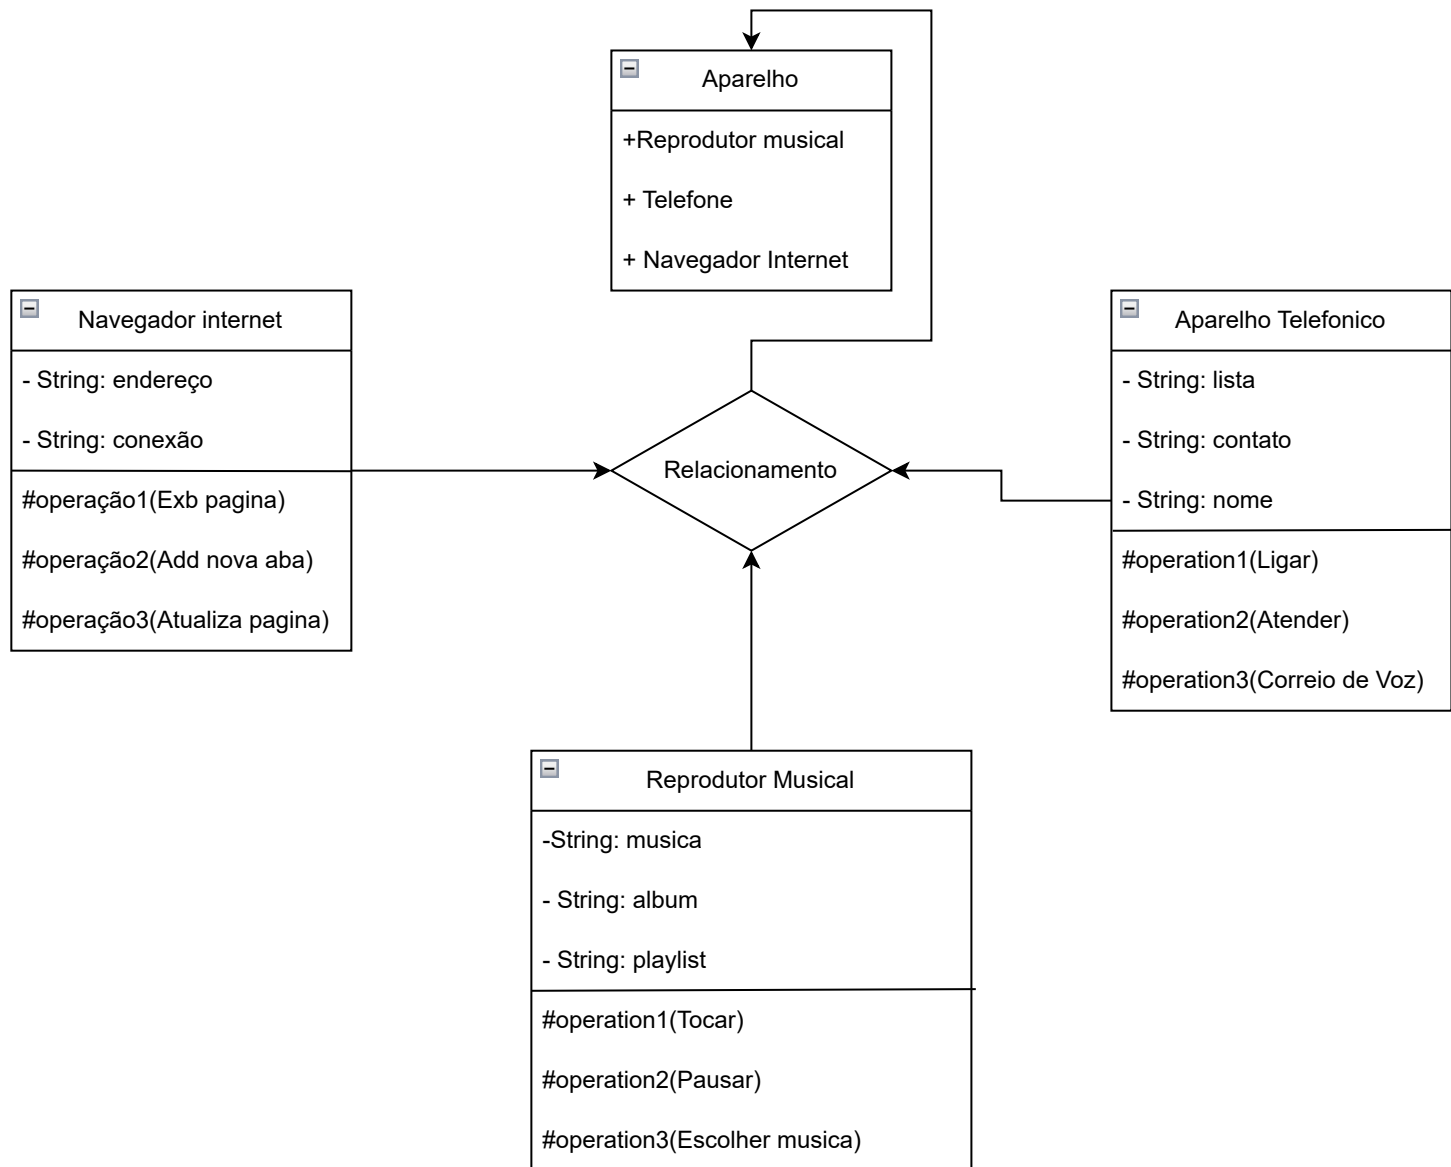 Aparelho
+Reprodutor musical
+ Telefone
+ Navegador Internet
Navegador internet
- String: endereço
- String: conexão
#operação1(Exb pagina)
#operação2(Add nova aba)
#operação3(Atualiza pagina)
Relacionamento
Aparelho Telefonico
- String: lista
- String: contato
- String: nome
#operation1(Ligar)
#operation2(Atender)
#operation3(Correio de Voz)
Reprodutor Musical
-String: musica
- String: album
- String: playlist
#operation1(Tocar)
#operation2(Pausar)
#operation3(Escolher musica)